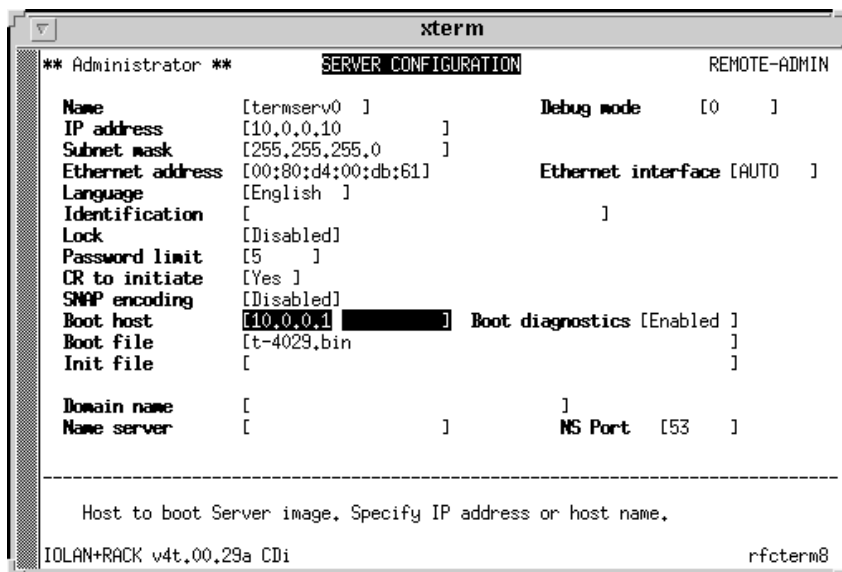 xterm
** Administrator ** SERVER CONFIGURATION REMOTE-ADMIN
Name [termserv0 ] Debug mode [0 ]
IP address [10.0.0.10 ]
Subnet mask [255.255.255.0 ]
Ethernet address [00:80:d4:00:db:61] Ethernet interface [AUTO ]
Language [English ]
Identification [ ]
Lock [Disabled]
Password limit [5 ]
CR to initiate [Yes ]
SNAP encoding [Disabled]
Boot host [10.0.0.1 ] Boot diagnostics [Enabled ]
Boot file [t-4029.bin ]
Init file [ ]
Domain name [ ]
Name server [ ] NS Port [53 ]
Host to boot Server image. Specify IP address or host name.
IOLAN+RACK v4t.00.29a CDi rfcterm8